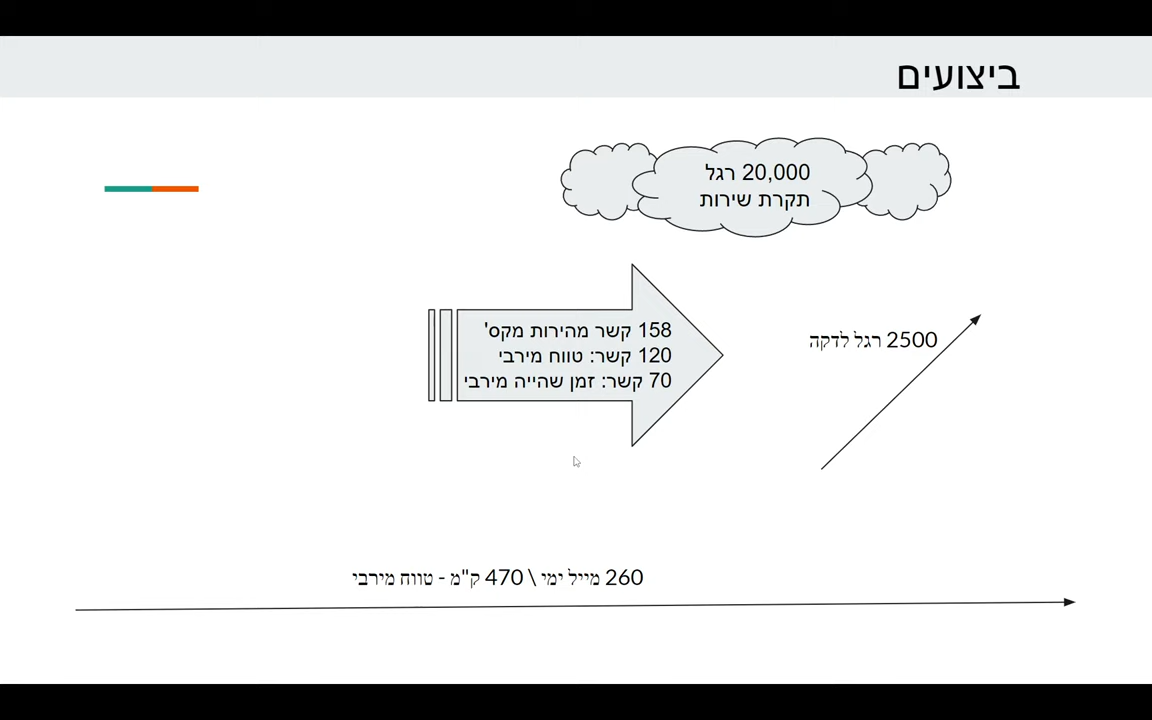 ביצועים
20,000 רגל
תקרת שירות
158 קשר מהירות מקס'
120 קשר: טווח מירבי
70 קשר: זמן שהייה מירבי
2500 רגל לדקה
260 מייל ימי \ 470 ק"מ - טווח מירבי